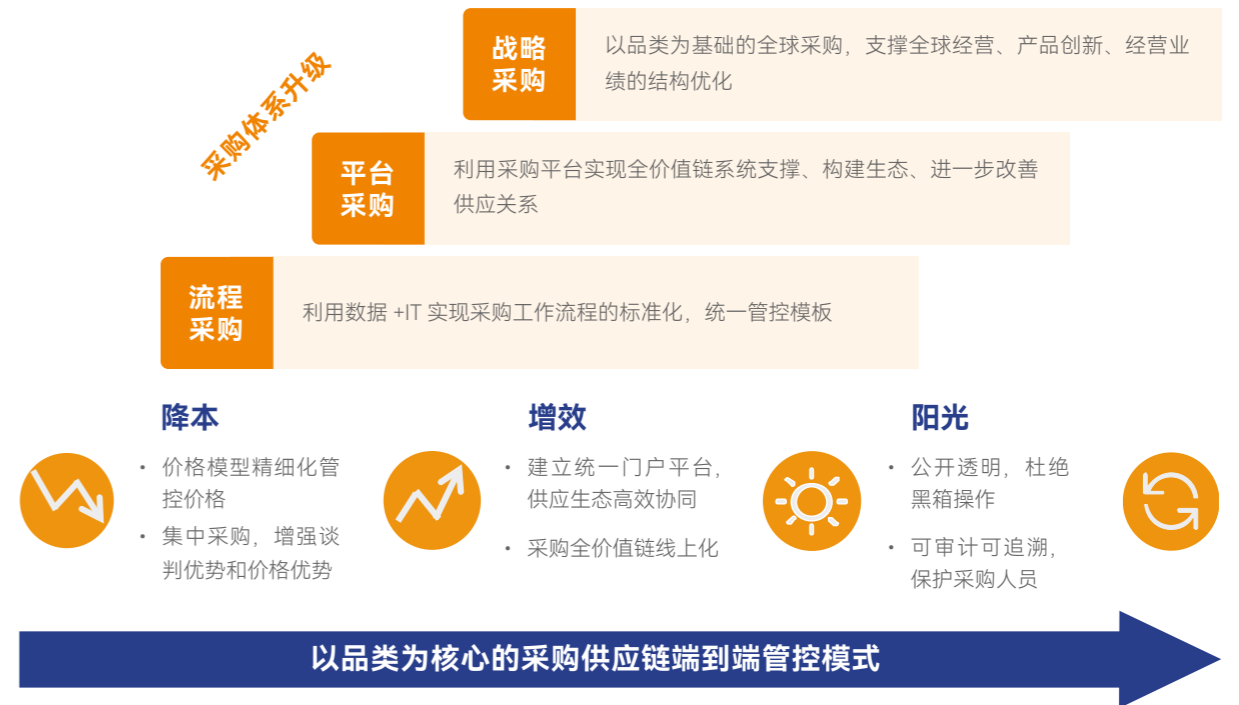 战略
采购
以品类为基础的全球采购，支撑全球经营、产品创新、经营业
绩的结构优化
采购体系升级
平台
采购
利用采购平台实现全价值链系统支撑、构建生态、进一步改善
供应关系
流程
采购
利用数据 +IT 实现采购工作流程的标准化，统一管控模板
降本
• 价格模型精细化管
控价格
• 集中采购，增强谈
判优势和价格优势
增效
• 建立统一门户平台，
供应生态高效协同
• 采购全价值链线上化
阳光
• 公开透明，杜绝
黑箱操作
• 可审计可追溯，
保护采购人员
以品类为核心的采购供应链端到端管控模式